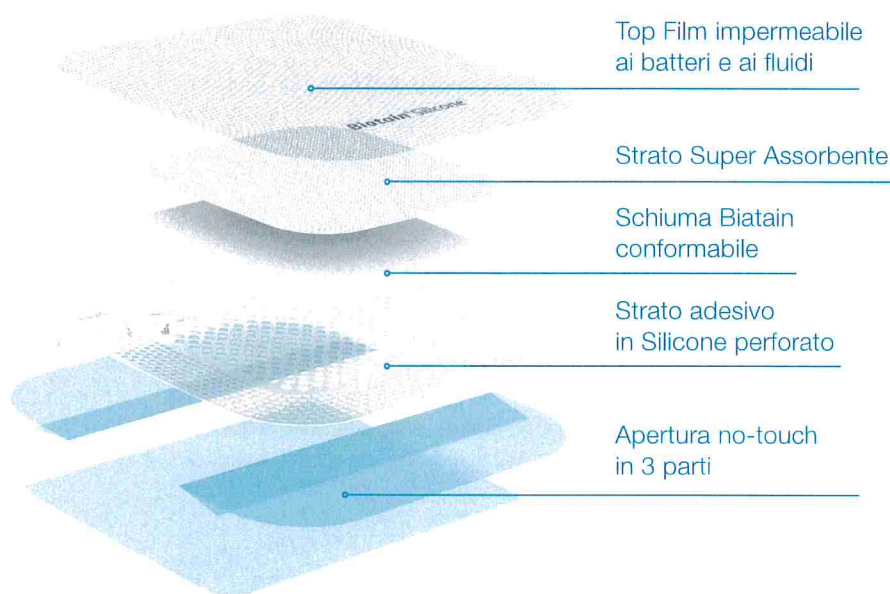 Top Film impermeabile
ai batteri e ai fluidi
Biatain® Silicone
Strato Super Assorbente
Schiuma Biatain
conformabile
Strato adesivo
in Silicone perforato
Apertura no-touch
in 3 parti